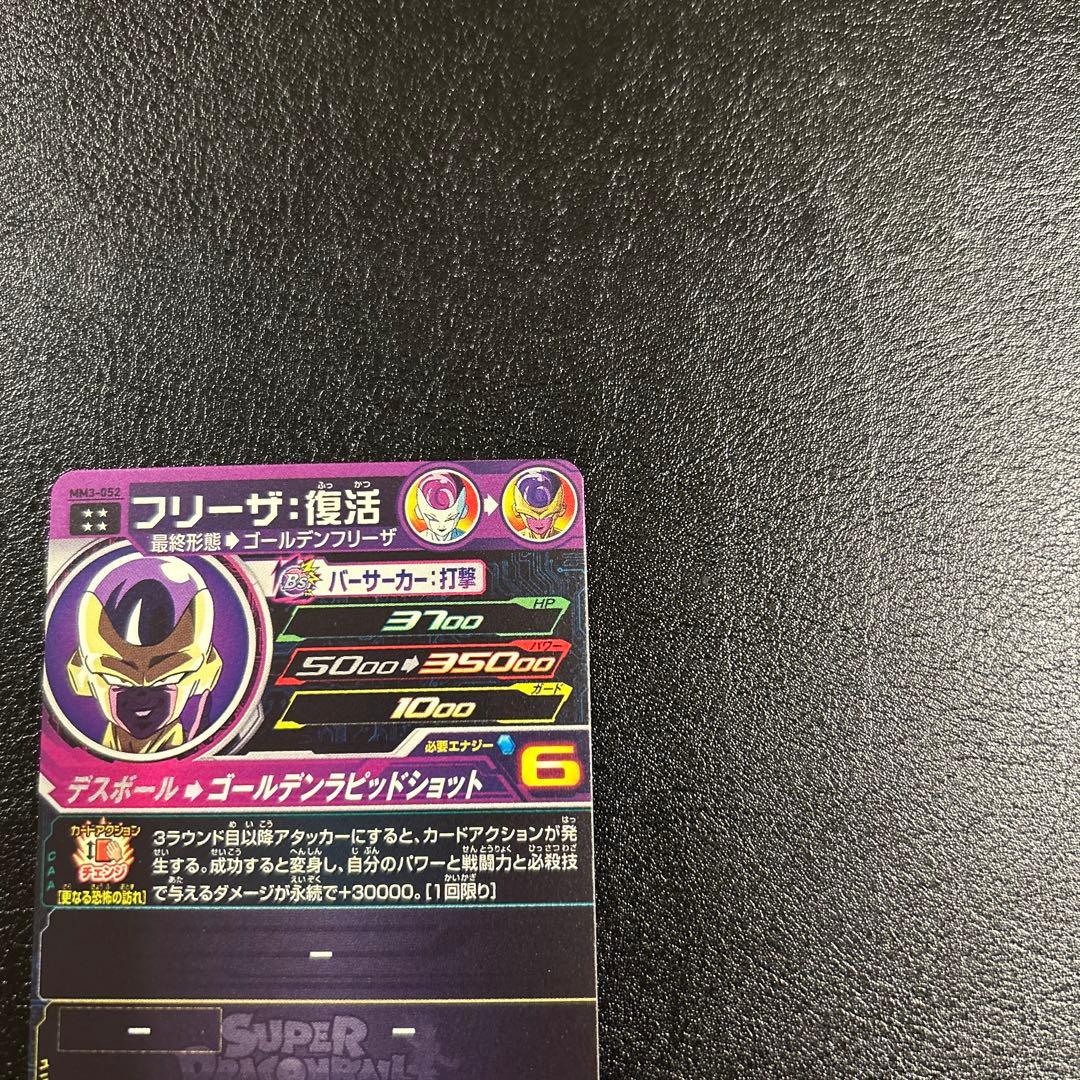 MM3-052
フリーザ:復活
ふっ かつ
最終形態➡ゴールデンフリーザ
Bs バーサーカー:打撃
HP
3700
パワー
5000➡35000
ガード
1000
必要エナジー 6
デスボール➡ゴールデンラピッドショット
CAA
カードアクション
チェンジ
[更なる恐怖の訪れ]
3ラウンド目以降アタッカーにすると、カードアクションが発
生する。成功すると変身し、自分のパワーと戦闘力と必殺技
で与えるダメージが永続で+30000。[1回限り]
-
- -
SUPER
DRAGONBALL